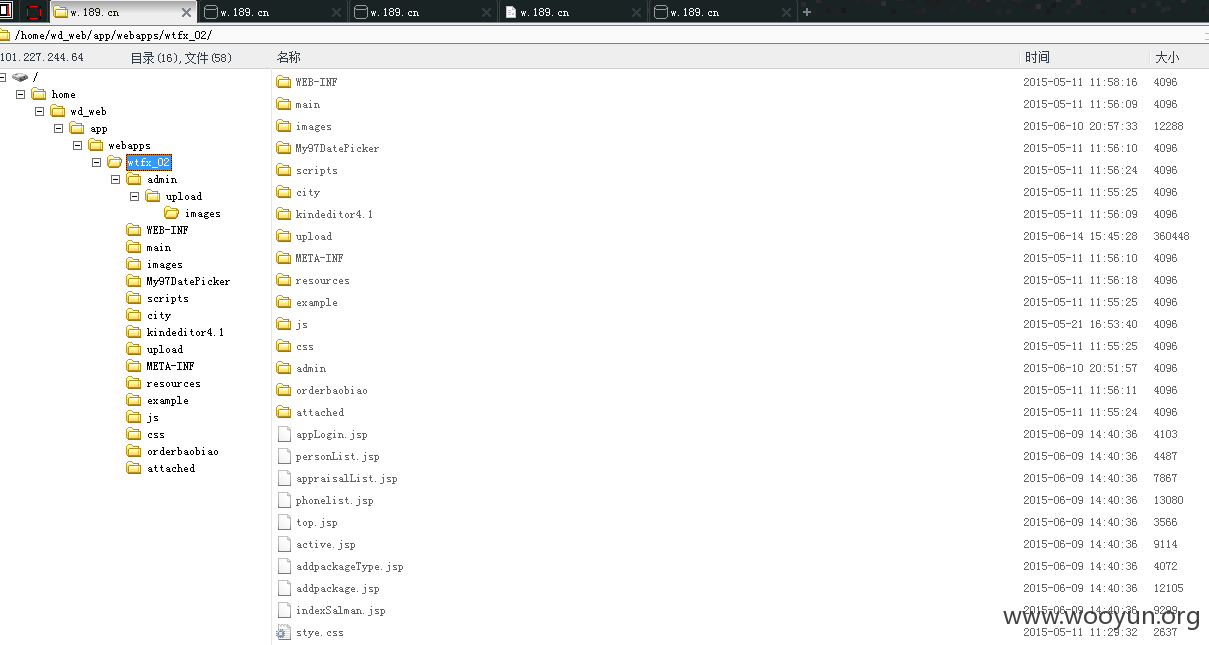 w.189.cn w.189.cn w.189.cn w.189.cn w.189.cn
/home/wd_web/app/webapps/wtfx_02/
101.227.244.64 目录(16),文件(58) 名称 时间 大小
/
home
wd_web
app
webapps
wtfx_02
admin
upload
images
WEB-INF
main
images
My97DatePicker
scripts
city
kindeditor4.1
upload
META-INF
resources
example
js
css
orderbaobiao
attached
WEB-INF 2015-05-11 11:58:16 4096
main 2015-05-11 11:56:09 4096
images 2015-06-10 20:57:33 12288
My97DatePicker 2015-05-11 11:56:10 4096
scripts 2015-05-11 11:56:24 4096
city 2015-05-11 11:55:25 4096
kindeditor4.1 2015-05-11 11:56:09 4096
upload 2015-06-14 15:45:28 360448
META-INF 2015-05-11 11:56:10 4096
resources 2015-05-11 11:56:18 4096
example 2015-05-11 11:55:25 4096
js 2015-05-21 16:53:40 4096
css 2015-05-11 11:55:25 4096
admin 2015-06-10 20:51:57 4096
orderbaobiao 2015-05-11 11:56:11 4096
attached 2015-05-11 11:55:24 4096
appLogin.jsp 2015-06-09 14:40:36 4103
personList.jsp 2015-06-09 14:40:36 4487
appraisalList.jsp 2015-06-09 14:40:36 7867
phonelist.jsp 2015-06-09 14:40:36 13080
top.jsp 2015-06-09 14:40:36 3566
active.jsp 2015-06-09 14:40:36 9114
addpackageType.jsp 2015-06-09 14:40:36 4072
addpackage.jsp 2015-06-09 14:40:36 12105
indexSalman.jsp 2015-06-09 14:40:36 9299
stye.css 2015-05-11 11:29:32 2637
www.wooyun.org